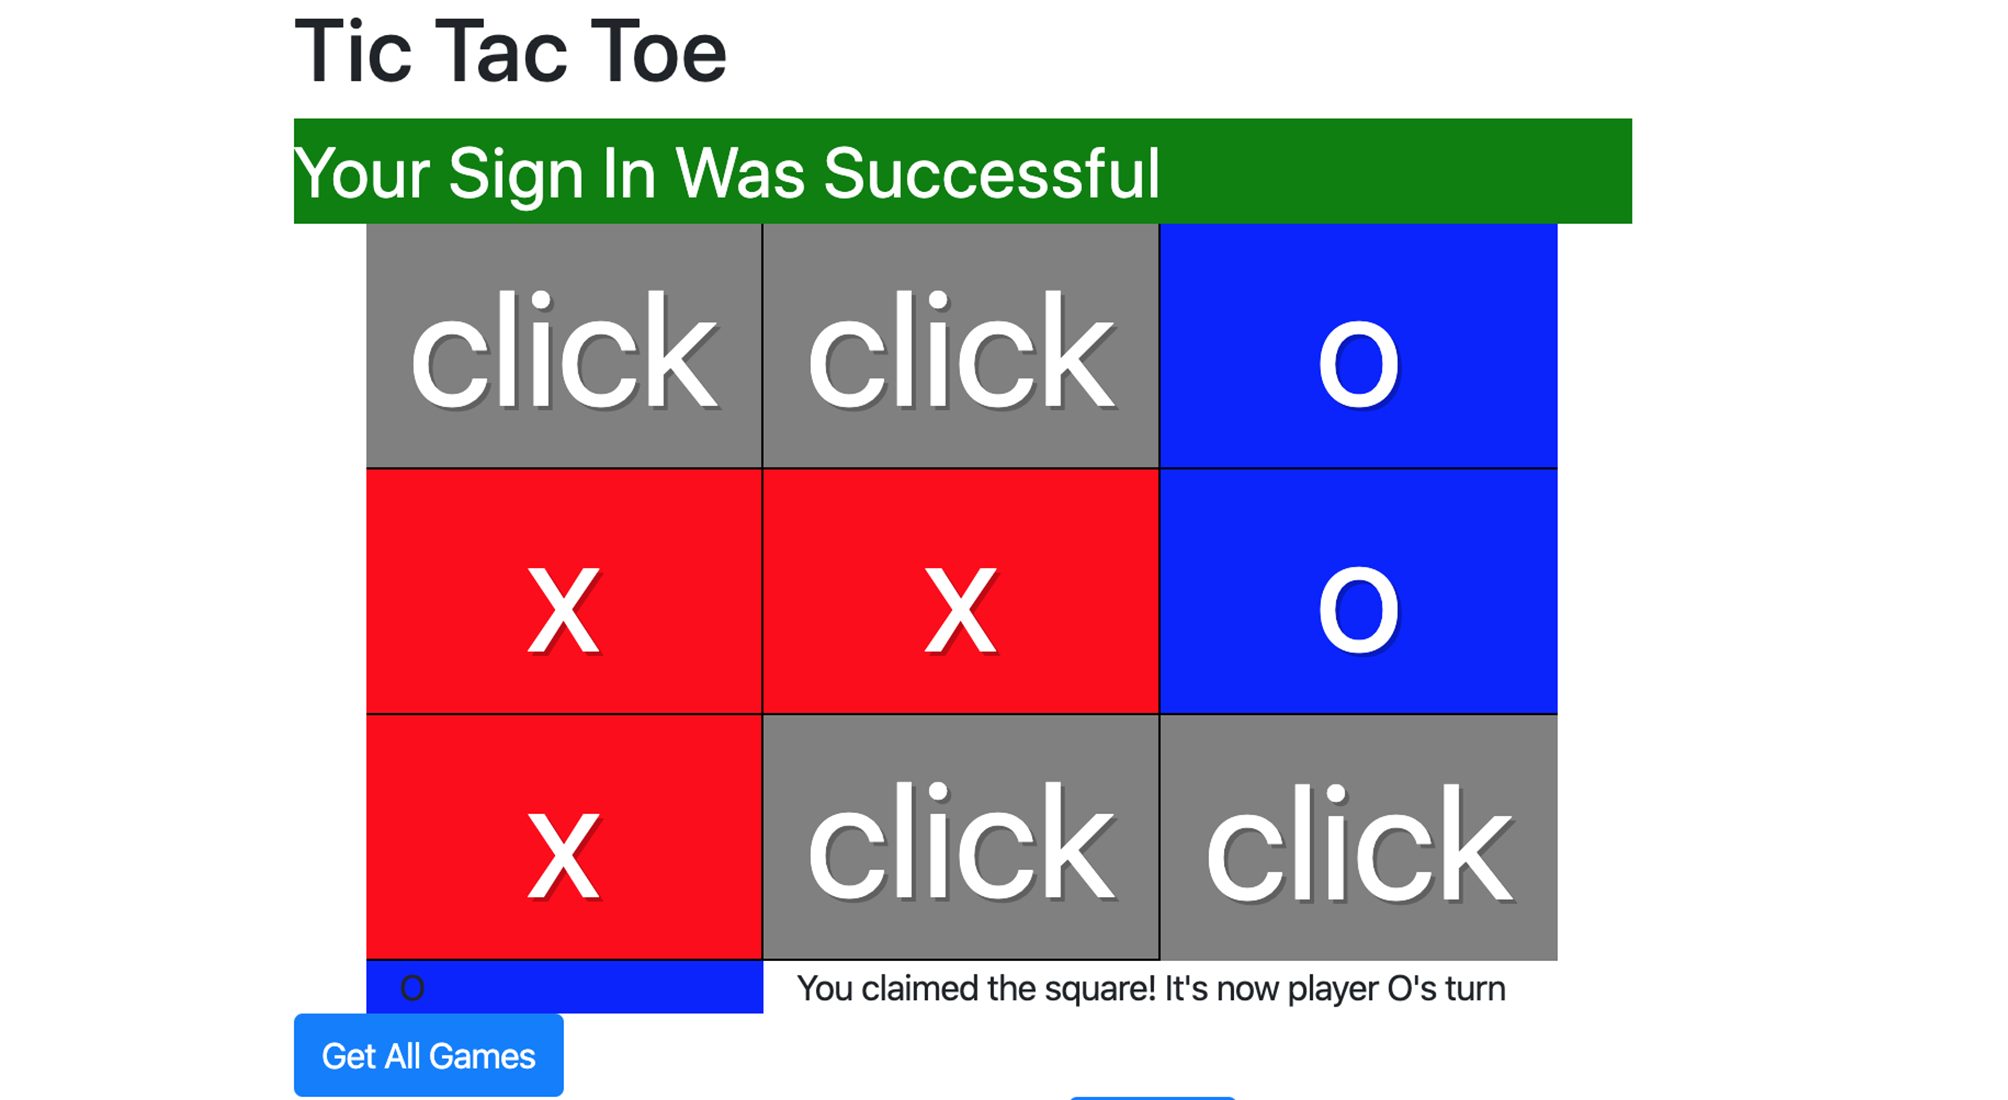 Tic Tac Toe
Your Sign In Was Successful
click click o
x x o
x click click
O You claimed the square! It's now player O's turn
Get All Games